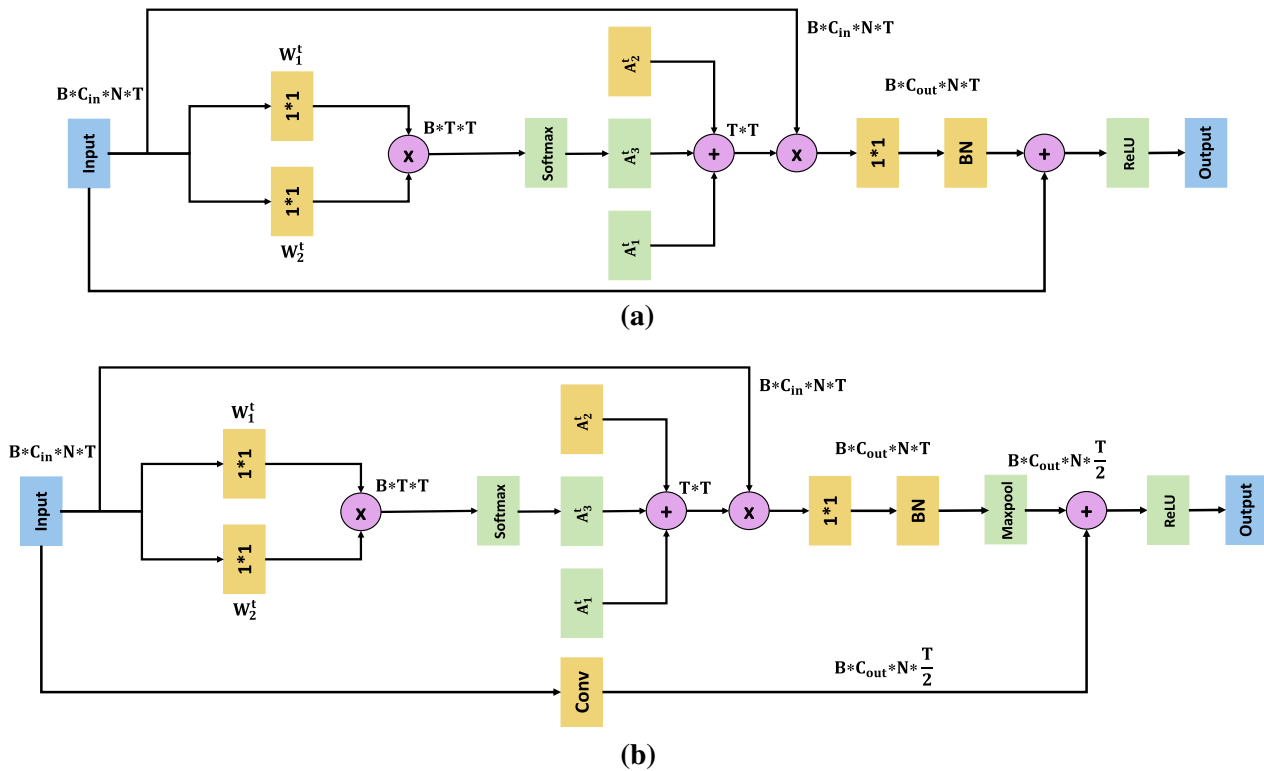 B*C_in*N*T
W_1^t
1*1
B*T*T
A_2^t
B*C_in*N*T
B*C_out*N*T
Input
x
Softmax
A_3^t
+
T*T
x
1*1
BN
+
ReLU
Output
1*1
W_2^t
A_1^t
(a)
B*C_in*N*T
W_1^t
1*1
B*T*T
A_2^t
B*C_in*N*T
B*C_out*N*T
B*C_out*N*T/2
Input
x
Softmax
A_3^t
+
T*T
x
1*1
BN
Maxpool
+
ReLU
Output
1*1
W_2^t
A_1^t
Conv
B*C_out*N*T/2
(b)